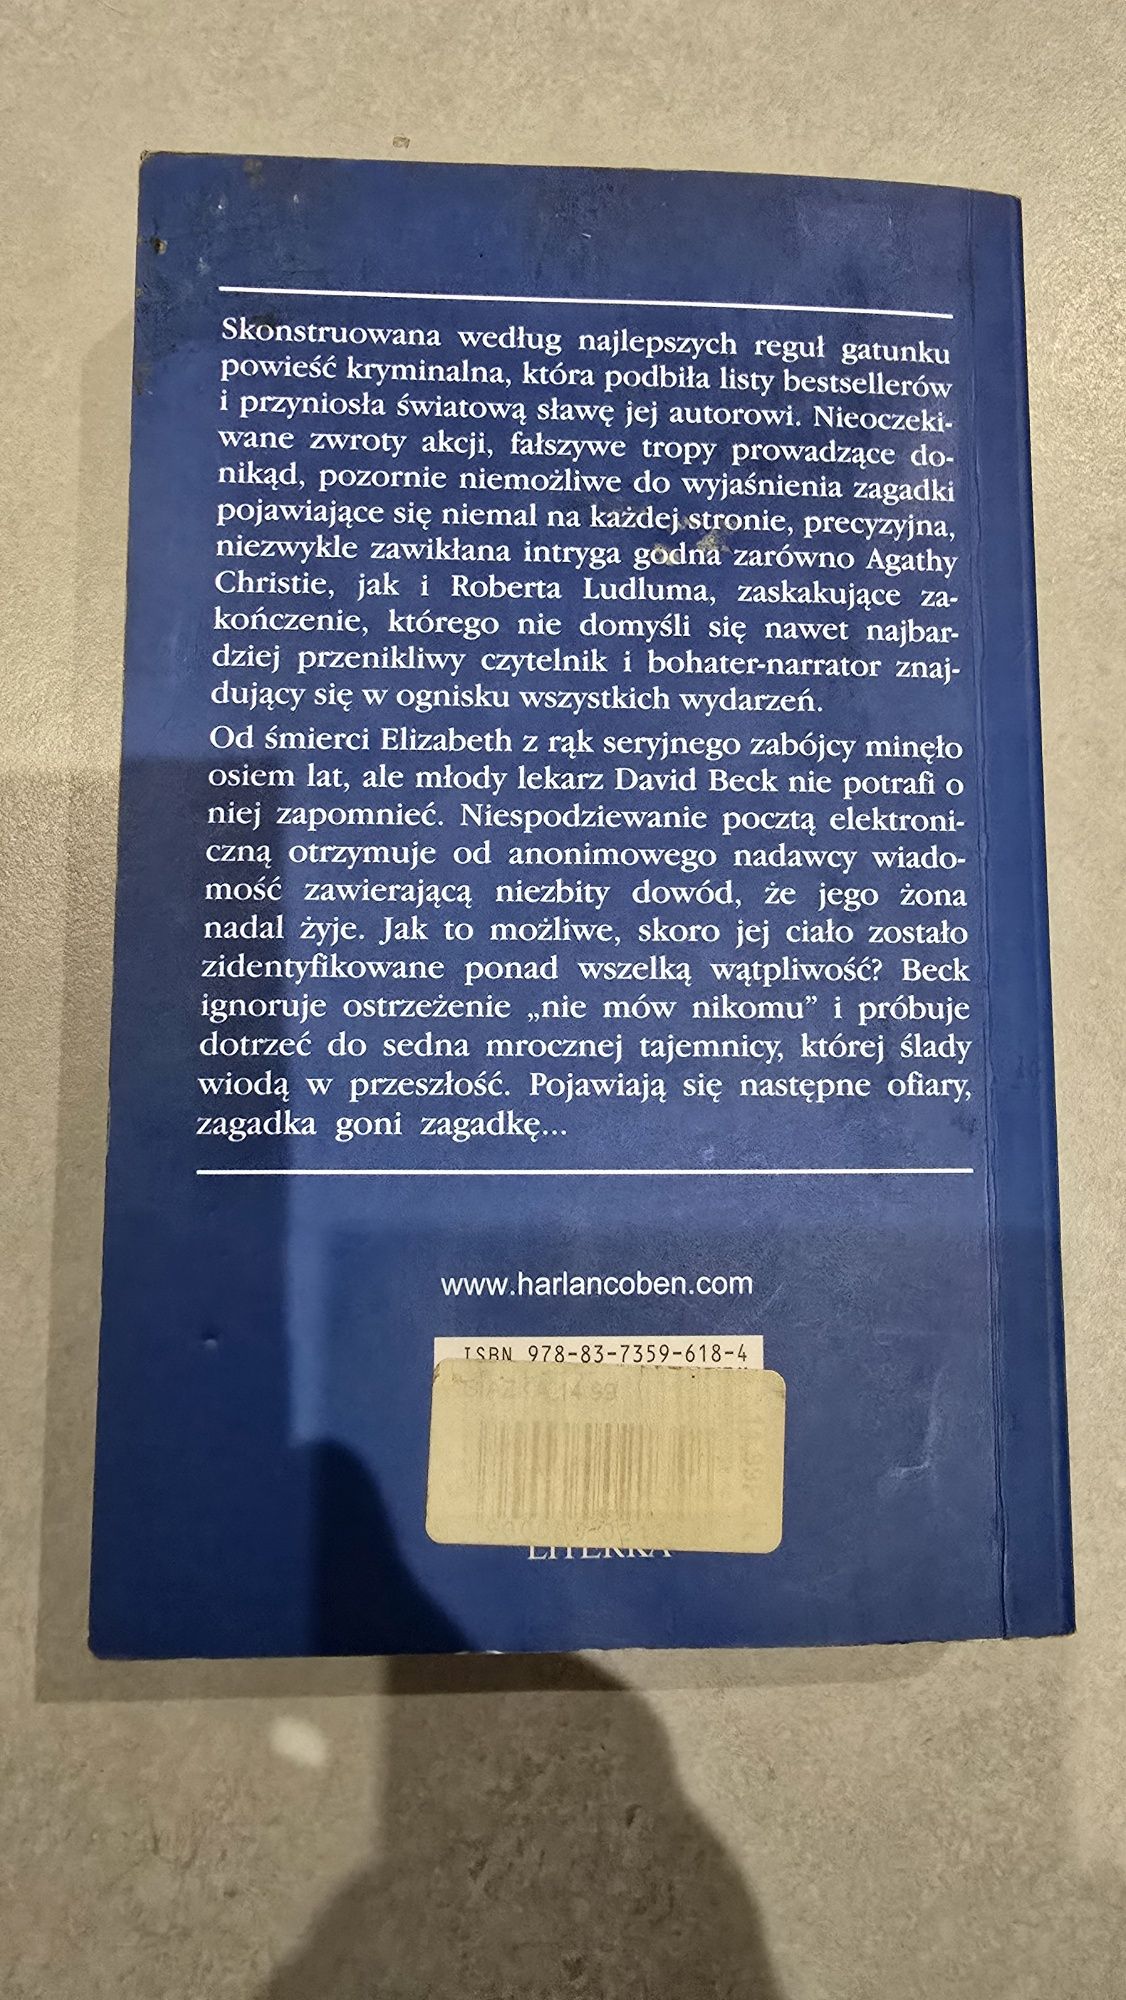 Skonstruowana według najlepszych reguł gatunku
powieść kryminalna, która podbiła listy bestsellerów
i przyniosła światową sławę jej autorowi. Nieoczeki-
wane zwroty akcji, fałszywe tropy prowadzące do-
nikąd, pozornie niemożliwe do wyjaśnienia zagadki
pojawiające się niemal na każdej stronie, precyzyjna,
niezwykle zawikłana intryga godna zarówno Agathy
Christie, jak i Roberta Ludluma, zaskakujące za-
kończenie, którego nie domyśli się nawet najbar-
dziej przenikliwy czytelnik i bohater-narrator znaj-
dujący się w ognisku wszystkich wydarzeń.
Od śmierci Elizabeth z rąk seryjnego zabójcy minęło
osiem lat, ale młody lekarz David Beck nie potrafi o
niej zapomnieć. Niespodziewanie pocztą elektroni-
czną otrzymuje od anonimowego nadawcy wiado-
mość zawierającą niezbity dowód, że jego żona
nadal żyje. Jak to możliwe, skoro jej ciało zostało
zidentyfikowane ponad wszelką wątpliwość? Beck
ignoruje ostrzeżenie „nie mów nikomu” i próbuje
dotrzeć do sedna mrocznej tajemnicy, której ślady
wiodą w przeszłość. Pojawiają się następne ofiary,
zagadka goni zagadkę...
www.harlancoben.com
ISBN 978-83-7359-618-4